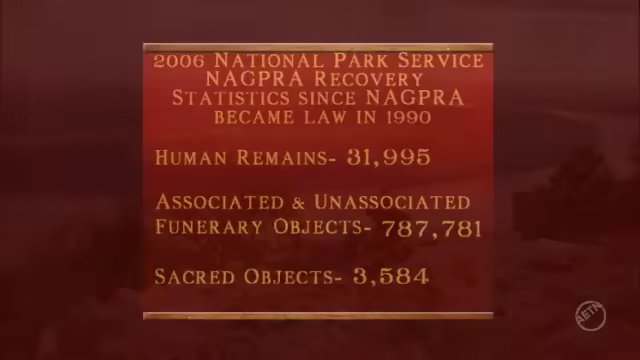 2006 National Park Service
NAGPRA Recovery
Statistics since NAGPRA
became law in 1990
Human Remains- 31,995
Associated & Unassociated
Funerary Objects- 787,781
Sacred Objects- 3,584
AETN